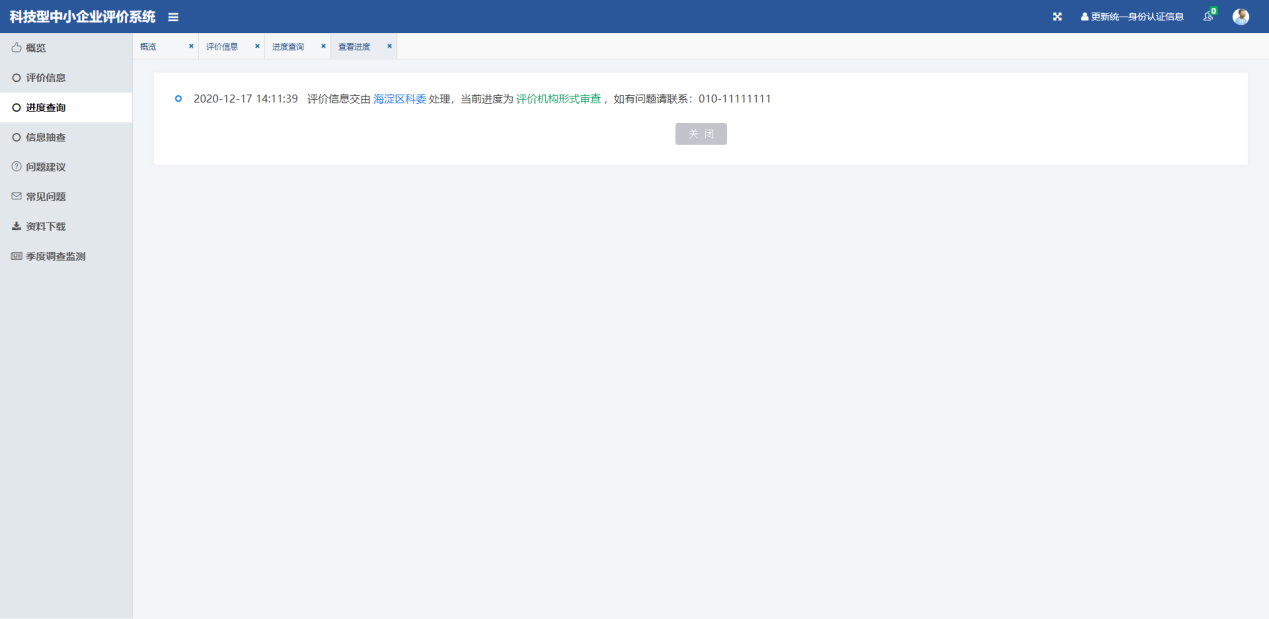 科技型中小企业评价系统
更新统一身份认证信息
0
概览
评价信息
进度查询
信息抽查
问题建议
常见问题
资料下载
季度调查监测
概览 × 评价信息 × 进度查询 × 查看进度 ×
2020-12-17 14:11:39 评价信息交由 海淀区科委 处理，当前进度为 评价机构形式审查 ，如有问题请联系：010-11111111
关 闭